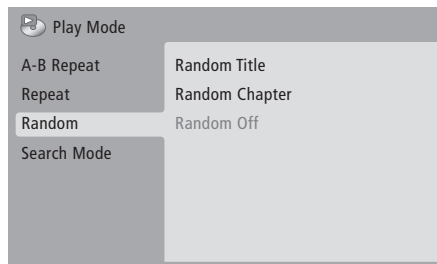 Play Mode
A-B Repeat
Repeat
Random
Search Mode
Random Title
Random Chapter
Random Off